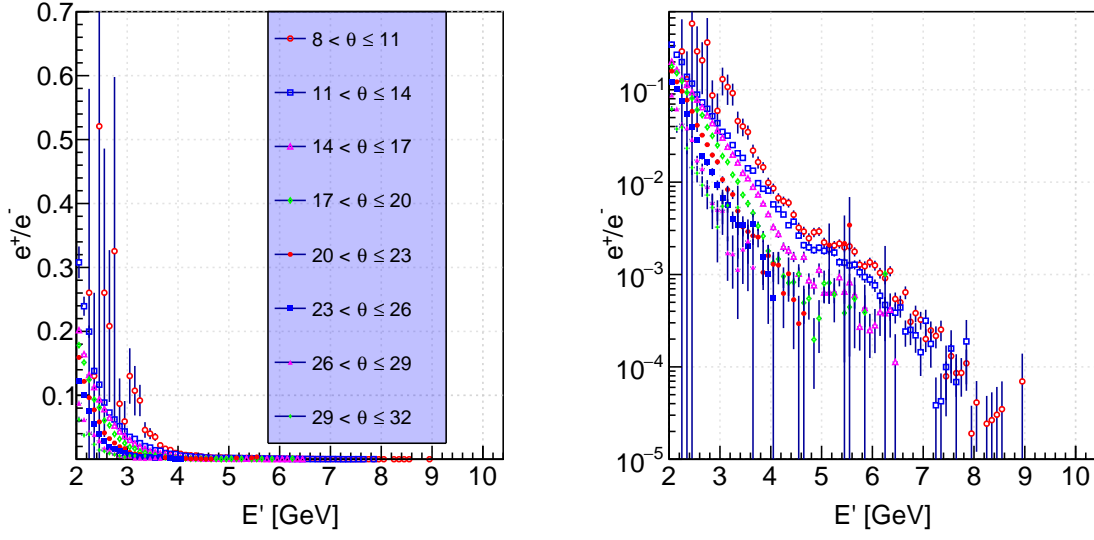 0.7
0.6
0.5
0.4
0.3
0.2
0.1
e⁺/e⁻
8 < θ ≤ 11
11 < θ ≤ 14
14 < θ ≤ 17
17 < θ ≤ 20
20 < θ ≤ 23
23 < θ ≤ 26
26 < θ ≤ 29
29 < θ ≤ 32
2 3 4 5 6 7 8 9 10
E' [GeV]
10⁻¹
10⁻²
10⁻³
10⁻⁴
10⁻⁵
e⁺/e⁻
2 3 4 5 6 7 8 9 10
E' [GeV]